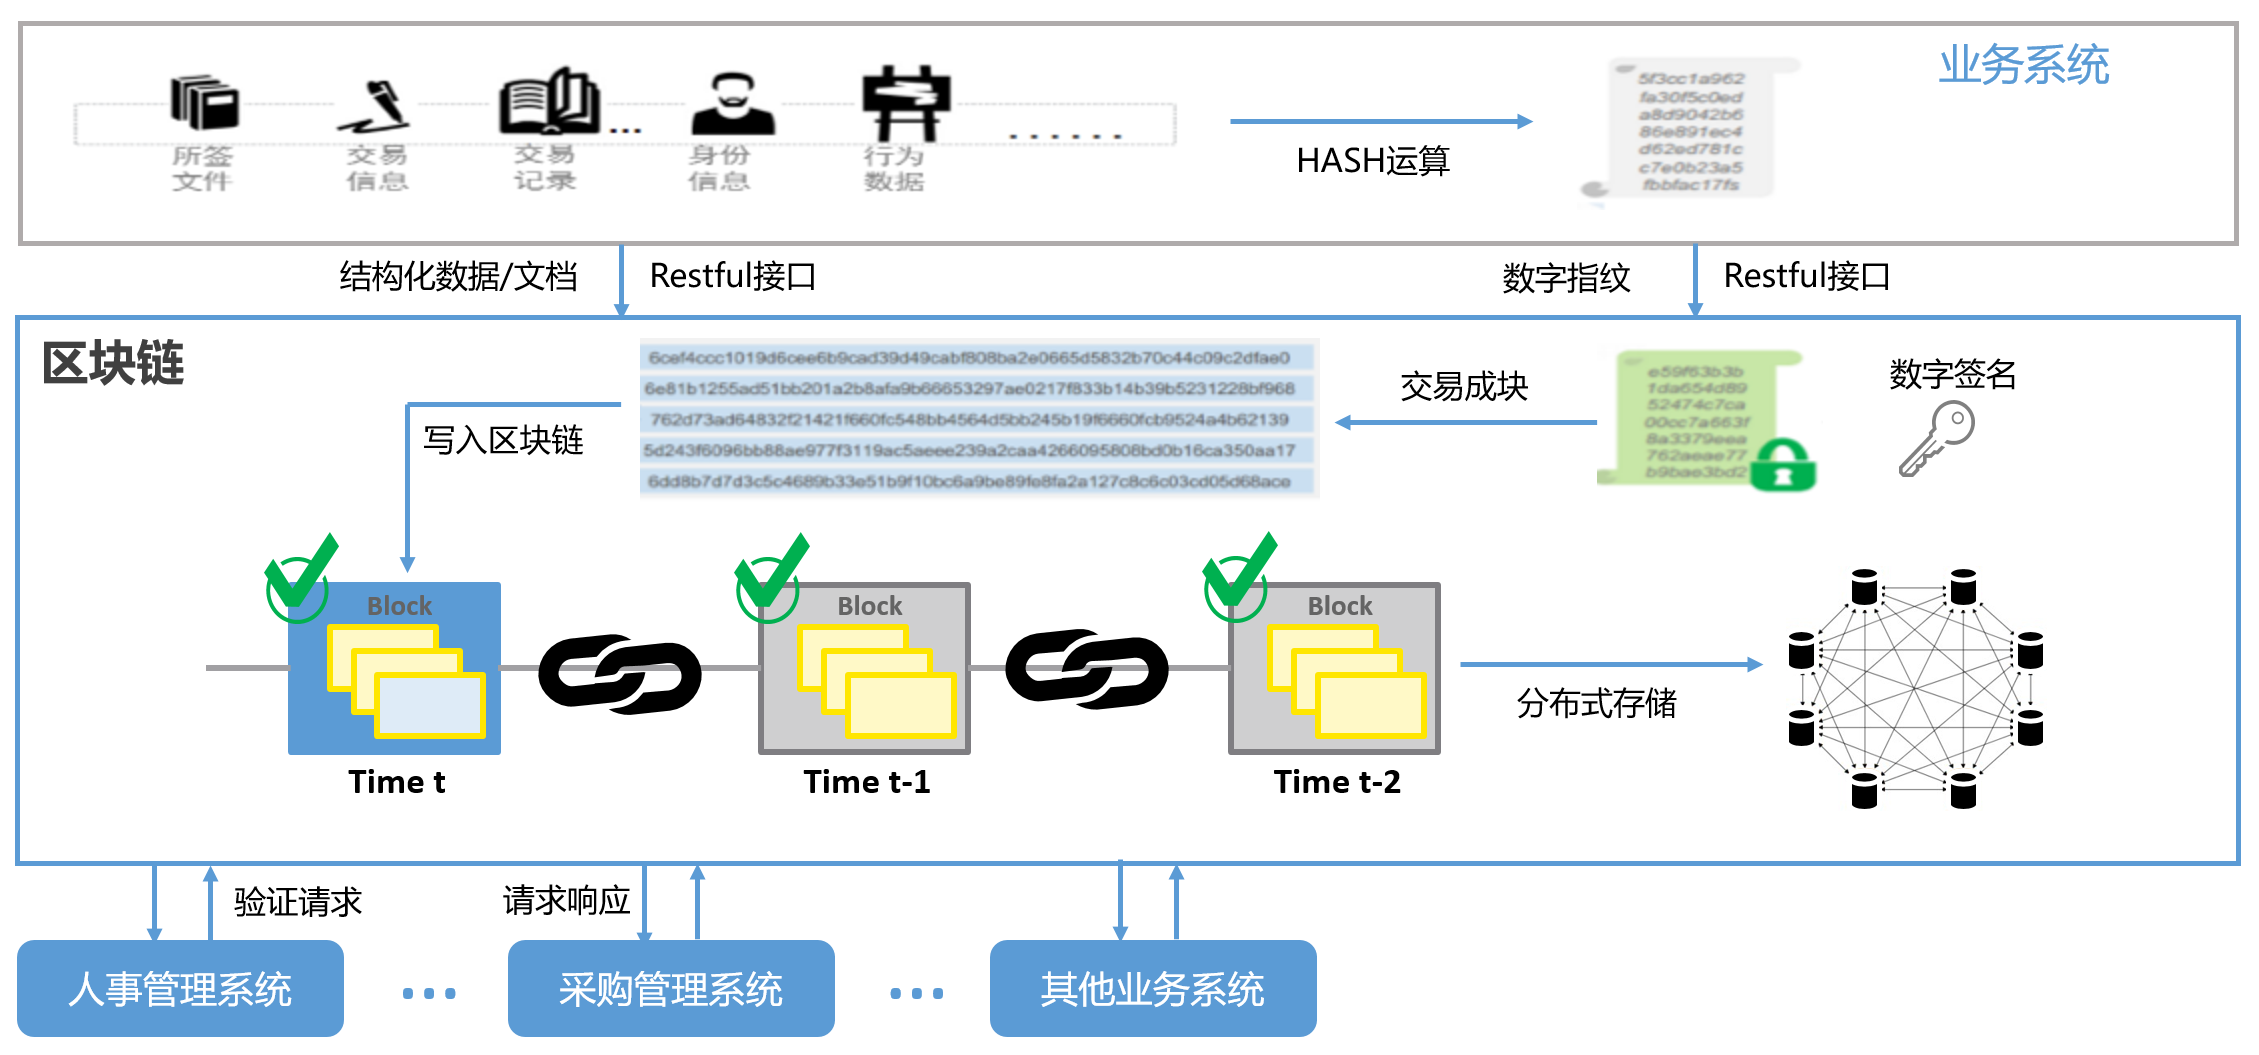 业务系统
所签
文件
交易
信息
交易
记录
...
身份
信息
行为
数据
......
HASH运算
5f3cc1a962
fa30f5c0ed
a8d9042b6
86e891ec4
d62ed781c
c7e0b23a5
fbbfac17fs
结构化数据/文档
Restful接口
数字指纹
Restful接口
区块链
6cef4ccc1019d6cee6b9cad39d49cabf808ba2e0665d5832b70c44c09c2dfae0
6e81b1255ad51bb201a2b8afa9b66653297ae0217f833b14b39b5231228bf968
762d73ad64832f21421f660fc548bb4564d5bb245b19f6660fcb9524a4b62139
5d243f6096bb88ae977f3119ac5aeee239a2caa4266095808bd0b16ca350aa17
6dd8b7d7d3c5c4689b33e51b9f10bc6a9be89fe8fa2a127c8c6c03cd05d68ace
交易成块
e59f63b3b
1da654d89
52474c7ca
00cc7a663f
8a3379eea
762aeae77
b9bae3bd2
数字签名
写入区块链
Block
Block
Block
Time t
Time t-1
Time t-2
分布式存储
验证请求
请求响应
人事管理系统
...
采购管理系统
...
其他业务系统